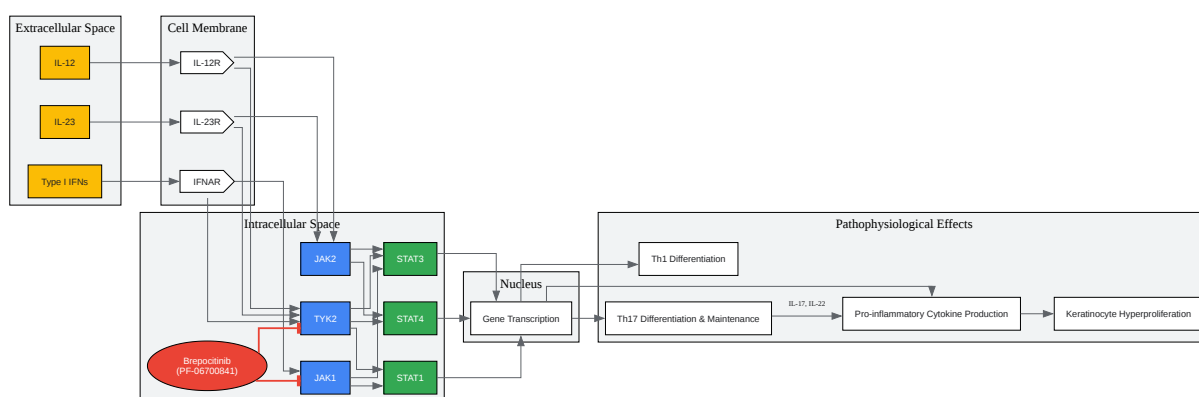 Extracellular Space
Cell Membrane
IL-12
IL-12R
IL-23
IL-23R
Type I IFNs
IFNAR
Intracellular Space
Pathophysiological Effects
JAK2
STAT3
Th1 Differentiation
Nucleus
TYK2
STAT4
Gene Transcription
Th17 Differentiation & Maintenance
IL-17, IL-22
Pro-inflammatory Cytokine Production
Keratinocyte Hyperproliferation
Brepocitinib
(PF-06700841)
JAK1
STAT1